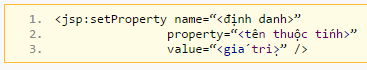 1. <jsp:setProperty name=“<định danh>”
2. property=“<tên thuộc tính>”
3. value=“<giá trị>” />